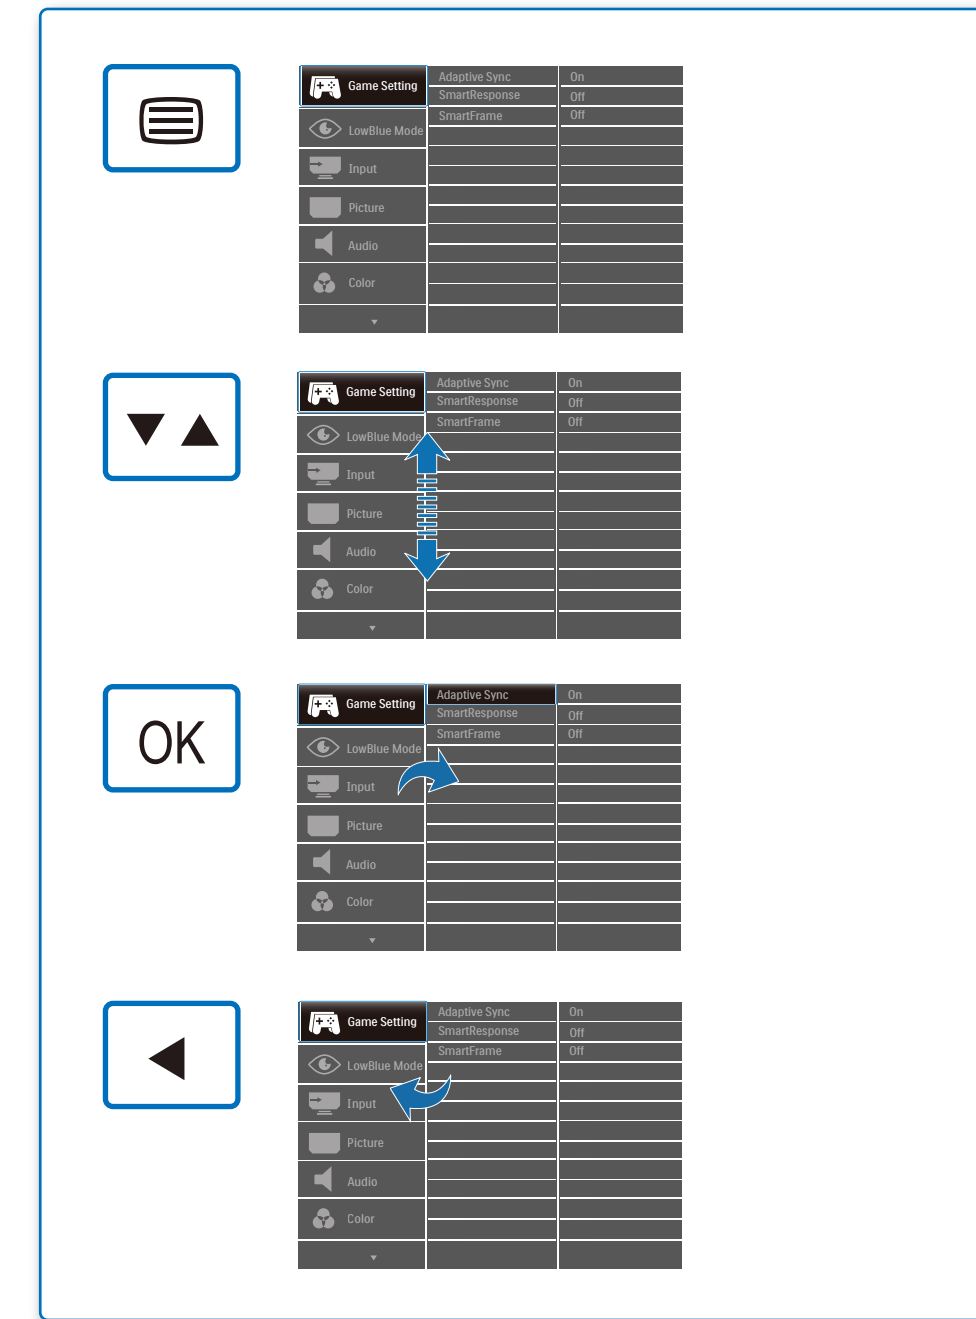 Game Setting Adaptive Sync On
SmartResponse Off
SmartFrame Off
LowBlue Mode
Input
Picture
Audio
Color
Game Setting Adaptive Sync On
SmartResponse Off
SmartFrame Off
LowBlue Mode
Input
Picture
Audio
Color
OK
Game Setting Adaptive Sync On
SmartResponse Off
SmartFrame Off
LowBlue Mode
Input
Picture
Audio
Color
Game Setting Adaptive Sync On
SmartResponse Off
SmartFrame Off
LowBlue Mode
Input
Picture
Audio
Color